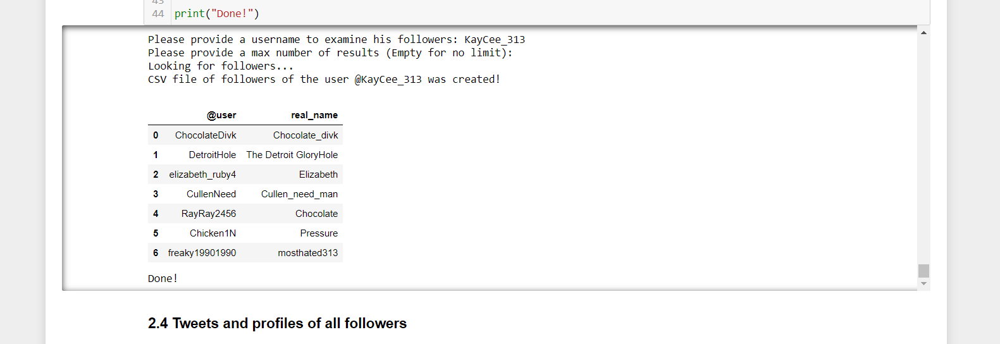 43
44 print("Done!")
Please provide a username to examine his followers: KayCee_313
Please provide a max number of results (Empty for no limit):
Looking for followers...
CSV file of followers of the user @KayCee_313 was created!
@user real_name
0 ChocolateDivk Chocolate_divk
1 DetroitHole The Detroit GloryHole
2 elizabeth_ruby4 Elizabeth
3 CullenNeed Cullen_need_man
4 RayRay2456 Chocolate
5 Chicken1N Pressure
6 freaky19901990 mosthated313
Done!
2.4 Tweets and profiles of all followers